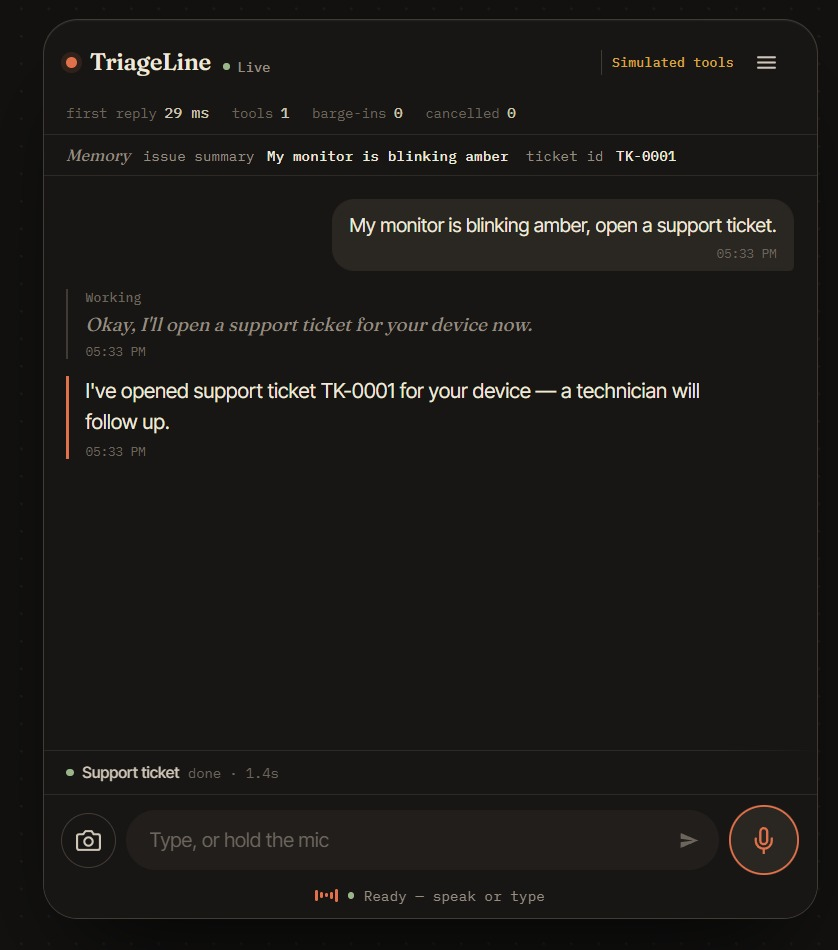 TriageLine
Live
Simulated tools
first reply 29 ms tools 1 barge-ins 0 cancelled 0
Memory issue summary My monitor is blinking amber ticket id TK-0001
My monitor is blinking amber, open a support ticket.
05:33 PM
Working
Okay, I'll open a support ticket for your device now.
05:33 PM
I've opened support ticket TK-0001 for your device — a technician will
follow up.
05:33 PM
Support ticket done · 1.4s
Type, or hold the mic
Ready — speak or type